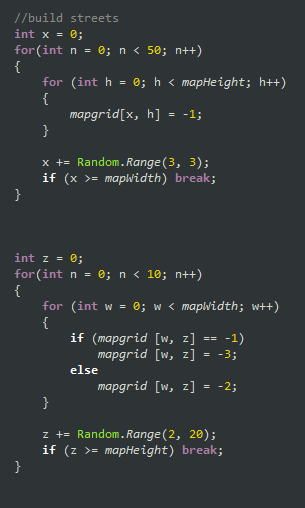 //build streets
int x = 0;
for(int n = 0; n < 50; n++)
{
    for (int h = 0; h < mapHeight; h++)
    {
        mapgrid[x, h] = -1;
    }

    x += Random.Range(3, 3);
    if (x >= mapWidth) break;
}

int z = 0;
for(int n = 0; n < 10; n++)
{
    for (int w = 0; w < mapWidth; w++)
    {
        if (mapgrid [w, z] == -1)
            mapgrid [w, z] = -3;
        else
            mapgrid [w, z] = -2;
    }

    z += Random.Range(2, 20);
    if (z >= mapHeight) break;
}